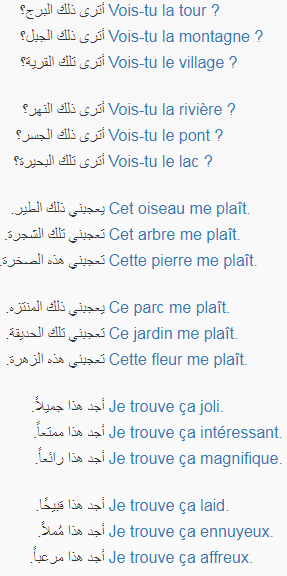 أترى ذلك البرج؟ Vois-tu la tour ?
أترى ذلك الجبل؟ Vois-tu la montagne ?
أترى تلك القرية؟ Vois-tu le village ?
أترى ذلك النهر؟ Vois-tu la rivière ?
أترى ذلك الجسر؟ Vois-tu le pont ?
أترى تلك البحيرة؟ Vois-tu le lac ?
يعجبني ذلك الطير. Cet oiseau me plaît.
تعجبني تلك الشجرة. Cet arbre me plaît.
تعجبني هذه الصخرة. Cette pierre me plaît.
يعجبني ذلك المنتزه. Ce parc me plaît.
تعجبني تلك الحديقة. Ce jardin me plaît.
تعجبني هذه الزهرة. Cette fleur me plaît.
أجد هذا جميلاً. Je trouve ça joli.
أجد هذا ممتعاً. Je trouve ça intéressant.
أجد هذا رائعاً. Je trouve ça magnifique.
أجد هذا قبيحًا. Je trouve ça laid.
أجد هذا مُملاً. Je trouve ça ennuyeux.
أجد هذا مرعباً. Je trouve ça affreux.